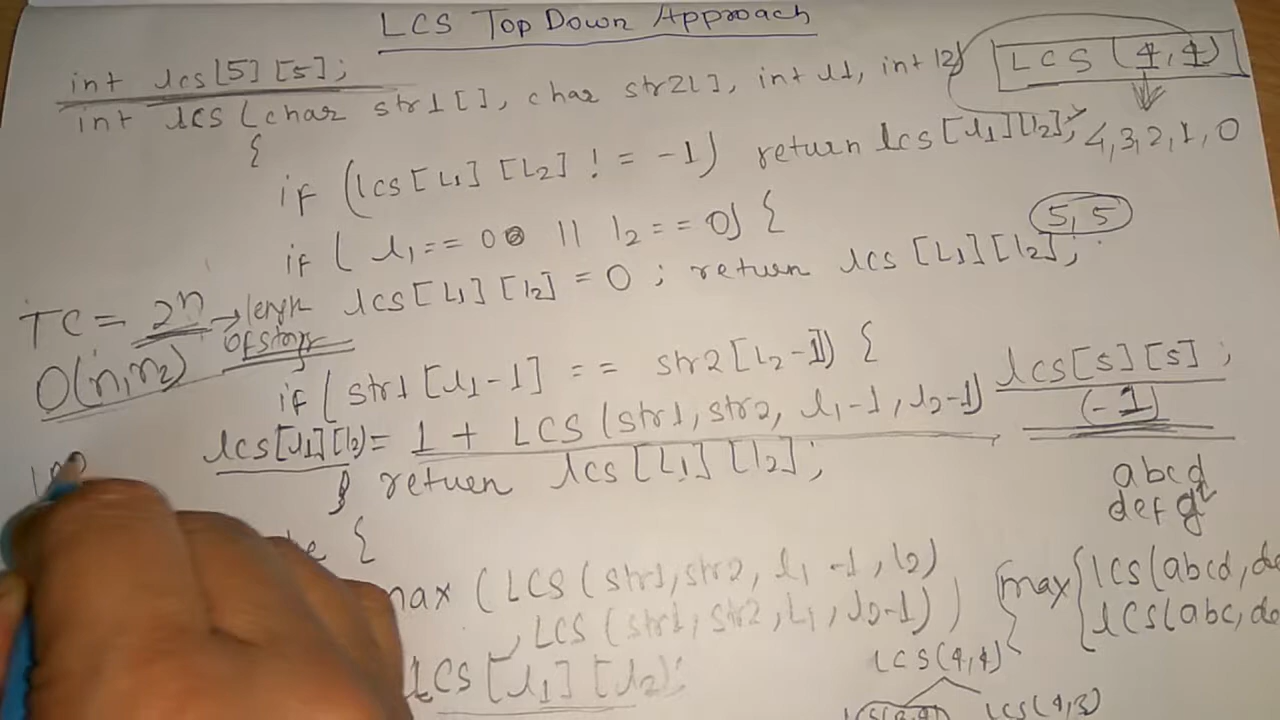 LCS Top Down Approach
int lcs[5][5];
int LCS (char str1[], char str2[], int l1, int l2)
LCS (4,4)
{
if (lcs[L1][L2] != -1) return lcs[l1][l2];
4,3,2,1,0
if ( l1 == 0 || l2 == 0) {
5,5
lcs[L1][l2] = 0 ; return lcs [L1][l2];
TC = 2^n → length
of string
O(n1n2)
if (str1 [l1-1] == str2[L2-1]) {
lcs[5][5];
(-1)
lcs[l1][l2] = 1 + LCS (str1, str2, l1-1, l2-1)
} return lcs[L1][l2];
abcd
defg
{
max (LCS (str1, str2, l1-1, l2)
, LCS (str1, str2, L1, l2-1) )
max { lcs(abcd, de
lcs(abc, de
LCS [l1][l2];
LCS(4,4)
LCS(4,3)